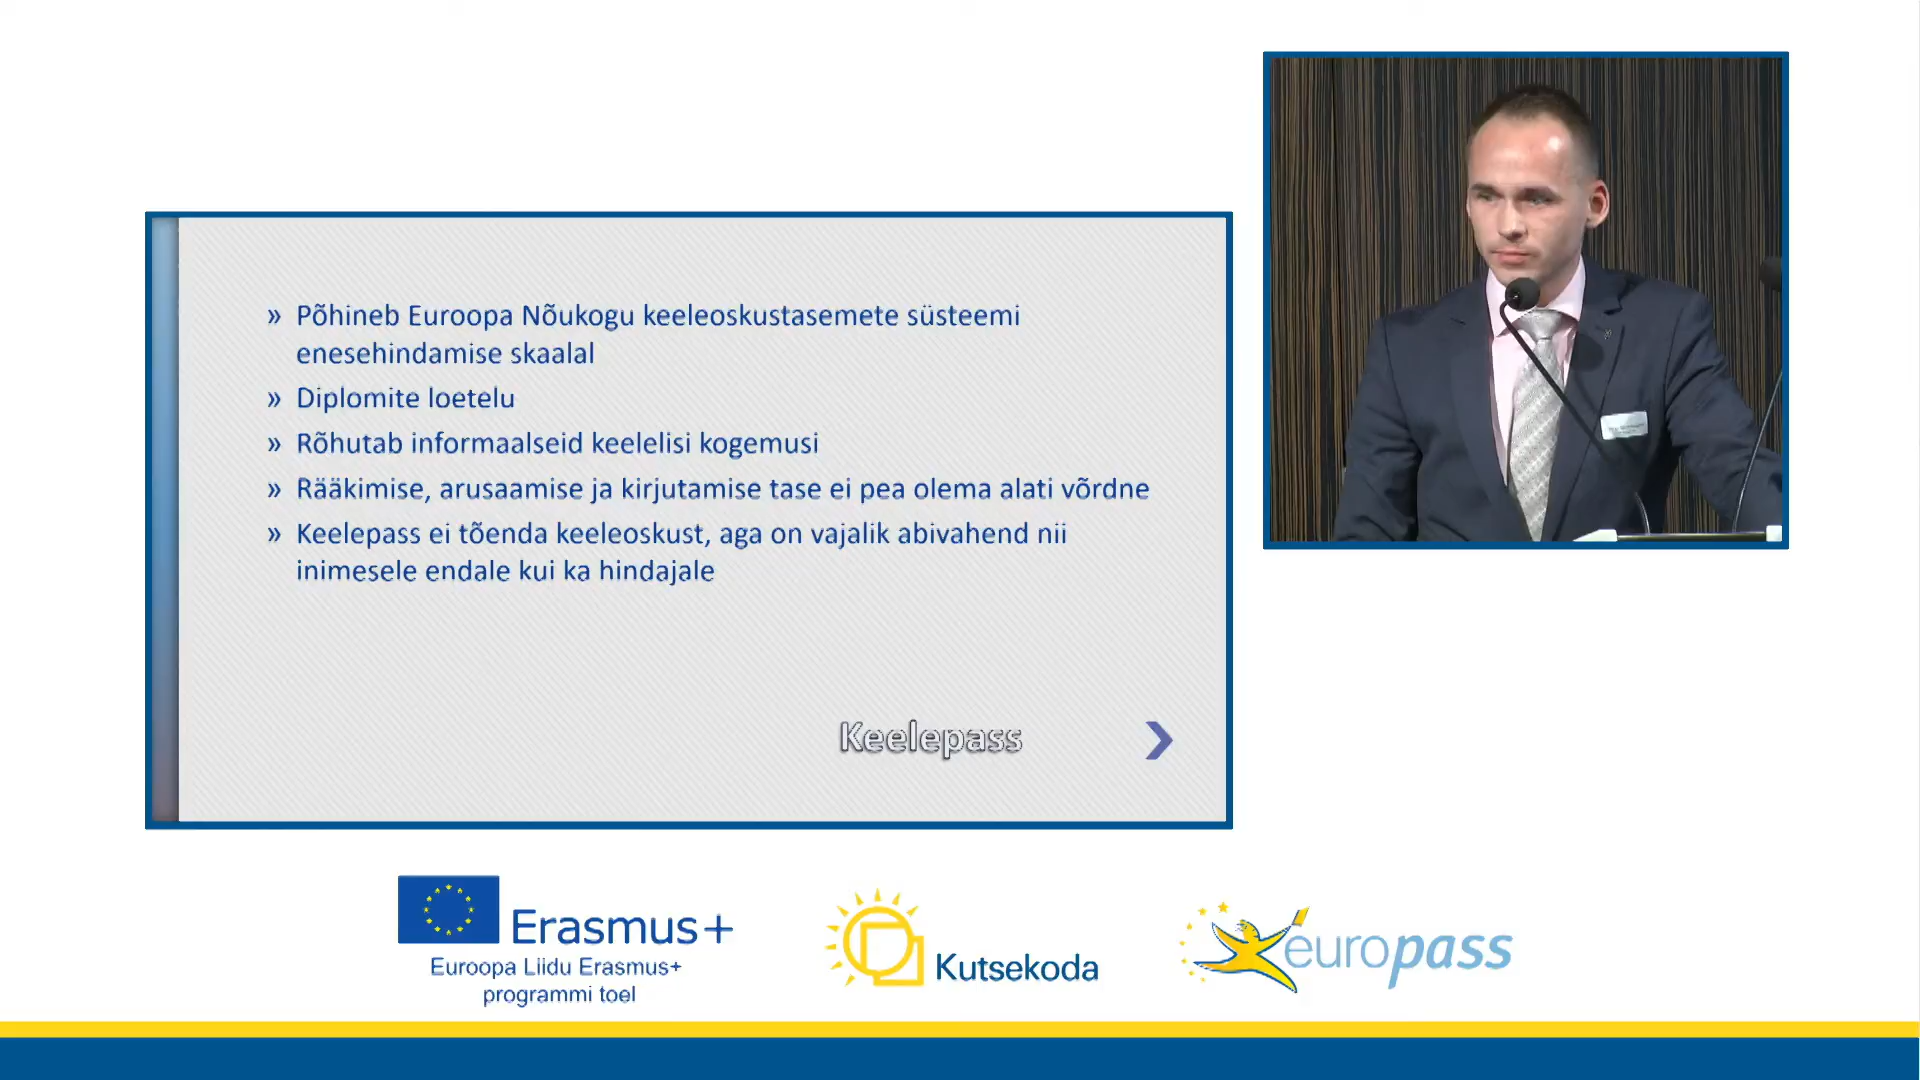 » Põhineb Euroopa Nõukogu keeleoskustasemete süsteemi
enesehindamise skaalal
» Diplomite loetelu
» Rõhutab informaalseid keelelisi kogemusi
» Rääkimise, arusaamise ja kirjutamise tase ei pea olema alati võrdne
» Keelepass ei tõenda keeleoskust, aga on vajalik abivahend nii
inimesele endale kui ka hindajale
Keelepass
Erasmus+
Euroopa Liidu Erasmus+
programmi toel
Kutsekoda
europass